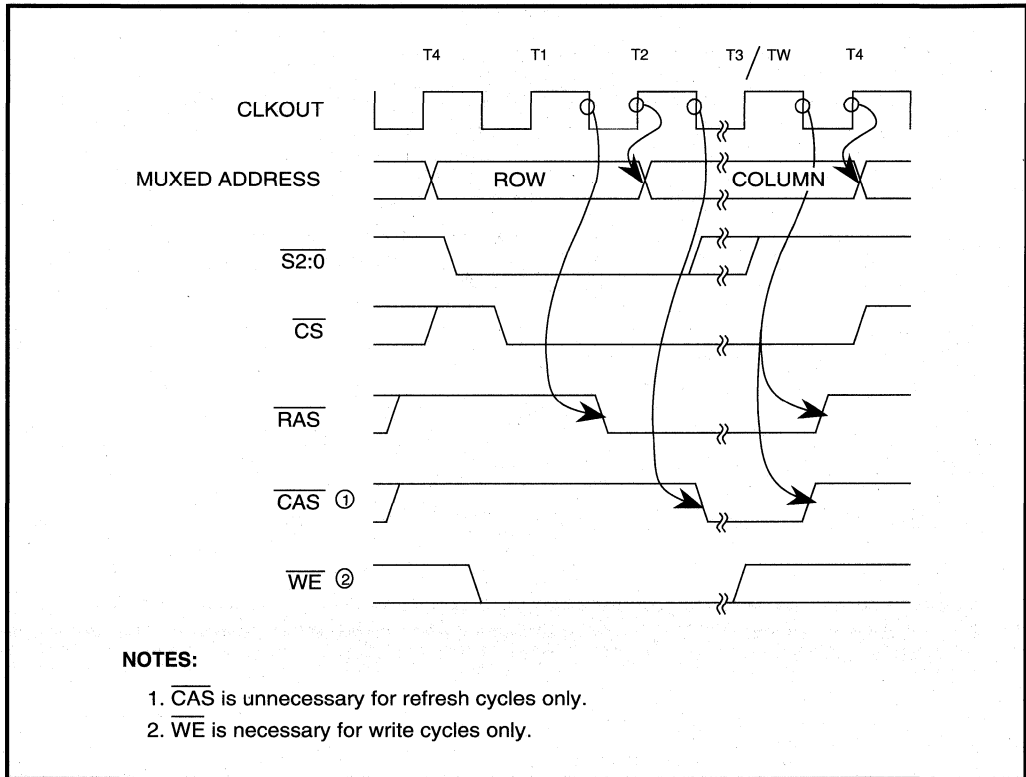 T4 T1 T2 T3 / TW T4
CLKOUT
MUXED ADDRESS ROW COLUMN
S2:0
CS
RAS
CAS ①
WE ②
NOTES:
1. CAS is unnecessary for refresh cycles only.
2. WE is necessary for write cycles only.